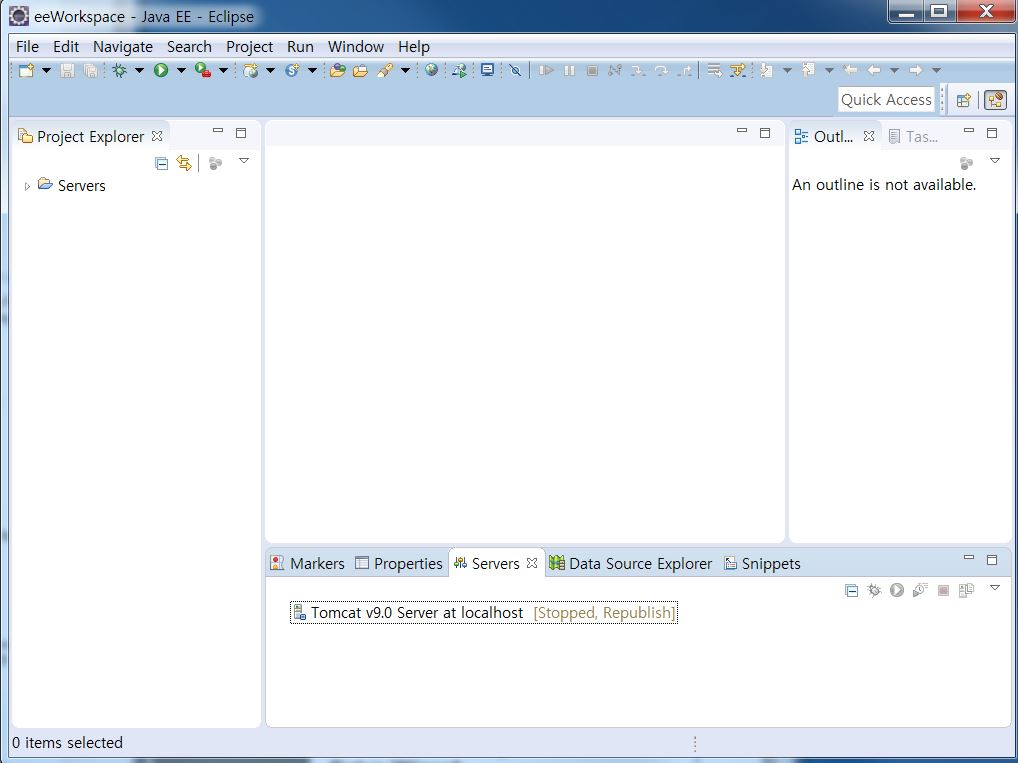 eeWorkspace - Java EE - Eclipse
File Edit Navigate Search Project Run Window Help
Quick Access
Project Explorer
Outl... Tas...
Servers
An outline is not available.
Markers Properties Servers Data Source Explorer Snippets
Tomcat v9.0 Server at localhost [Stopped, Republish]
0 items selected